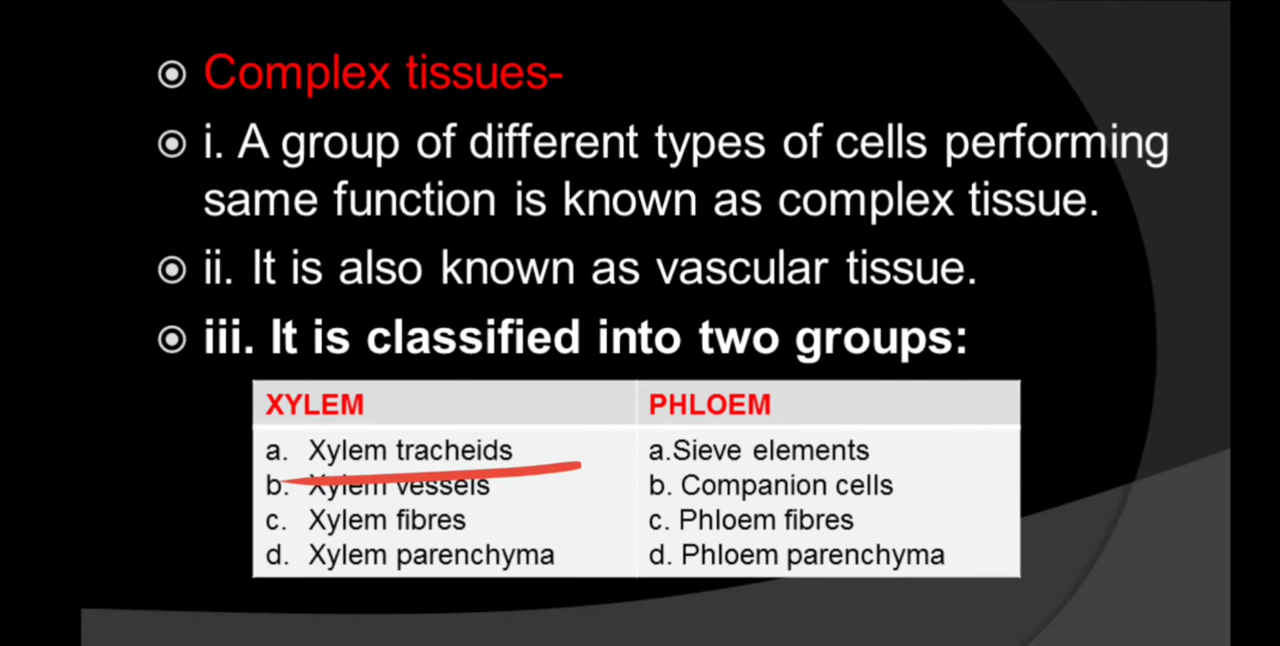 Complex tissues-
i. A group of different types of cells performing
same function is known as complex tissue.
ii. It is also known as vascular tissue.
iii. It is classified into two groups:
XYLEM PHLOEM
a. Xylem tracheids a.Sieve elements
b. Xylem vessels b. Companion cells
c. Xylem fibres c. Phloem fibres
d. Xylem parenchyma d. Phloem parenchyma